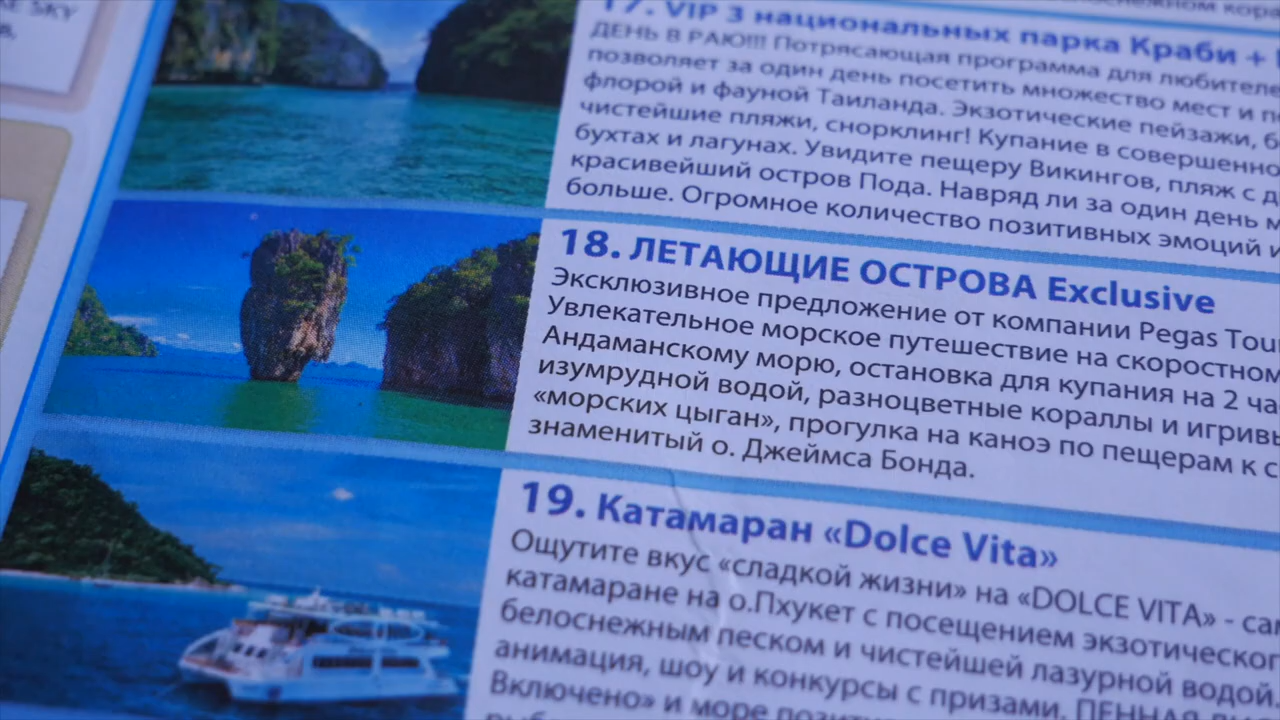 KE SKY
17. VIP 3 национальных парка Краби +
ДЕНЬ В РАЮ!!! Потрясающая программа для
позволяет за один день посетить множество мест и
флорой и фауной Таиланда. Экзотические пейзажи,
чистейшие пляжи, снорклинг! Купание в
бухтах и лагунах. Увидите пещеру Викингов, пляж с
красивейший остров Пода. Навряд ли за один день
больше. Огромное количество позитивных эмоций и
18. ЛЕТАЮЩИЕ ОСТРОВА Exclusive
Эксклюзивное предложение от компании Pegas Tou
Увлекательное морское путешествие на скоростном
Андаманскому морю, остановка для купания на 2 ча
изумрудной водой, разноцветные кораллы и игривы
«морских цыган», прогулка на каноэ по пещерам к с
знаменитый о. Джеймса Бонда.
19. Катамаран «Dolce Vita»
Ощутите вкус «сладкой жизни» на «DOLCE VITA» - са
катамаране на о.Пхукет с посещением экзотического
белоснежным песком и чистейшей лазурной водой.
анимация, шоу и конкурсы с призами, ПЕННАЯ
Включено» и море